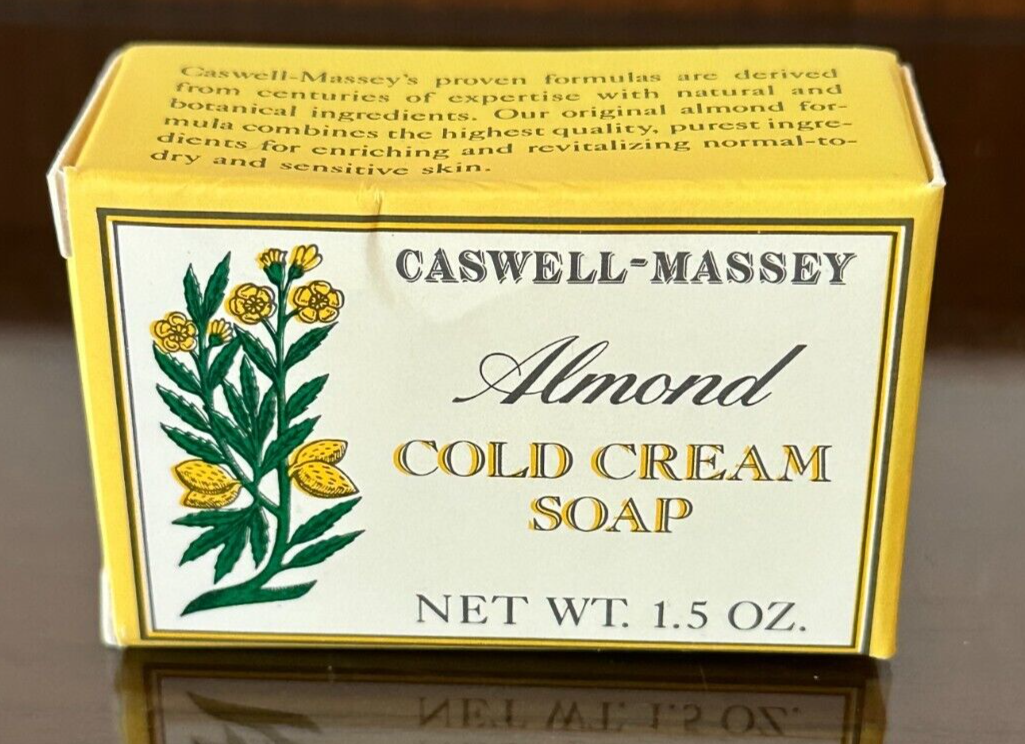 Caswell-Massey's proven formulas are derived
from centuries of expertise with natural and
botanical ingredients. Our original almond for-
mula combines the highest quality, purest ingre-
dients for enriching and revitalizing normal-to-
dry and sensitive skin.
CASWELL-MASSEY
Almond
COLD CREAM
SOAP
NET WT. 1.5 OZ.